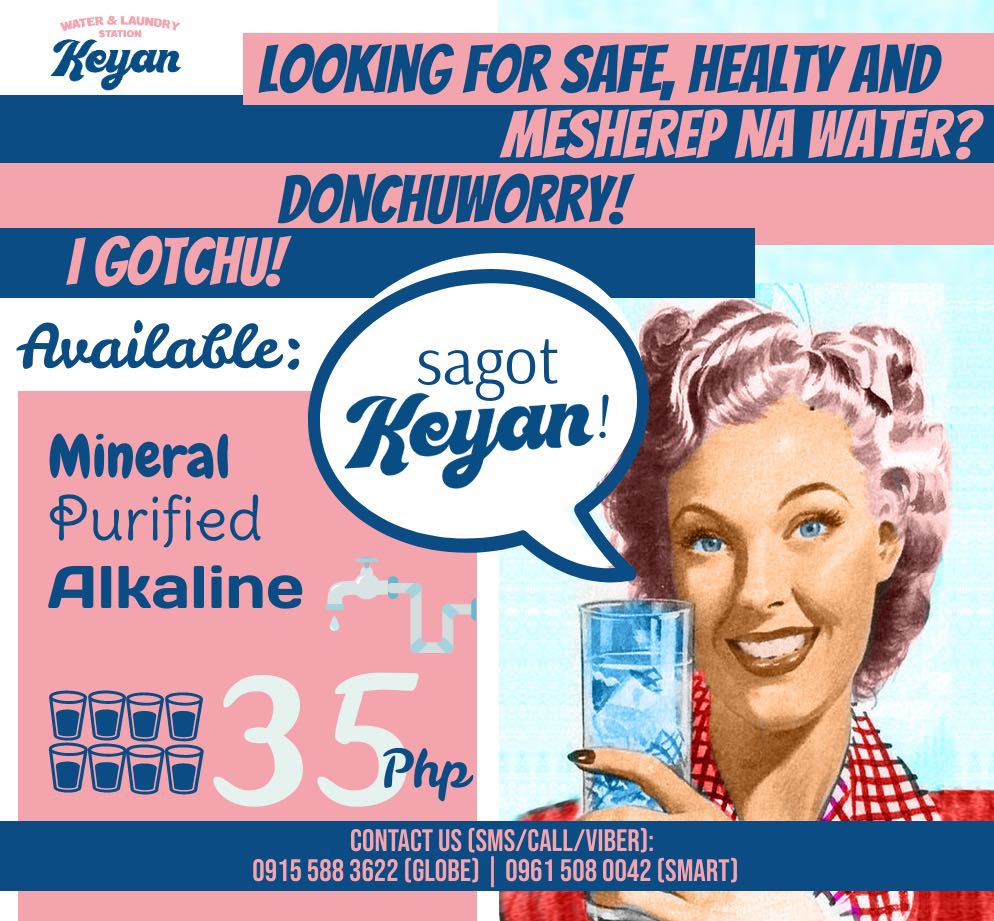 WATER & LAUNDRY
STATION
Keyan
LOOKING FOR SAFE, HEALTY AND
MESHEREP NA WATER?
DONCHUWORRY!
I GOTCHU!
sagot
Keyan!
Available:
Mineral
Purified
Alkaline
35
Php
CONTACT US (SMS/CALL/VIBER):
0915 588 3622 (GLOBE) | 0961 508 0042 (SMART)